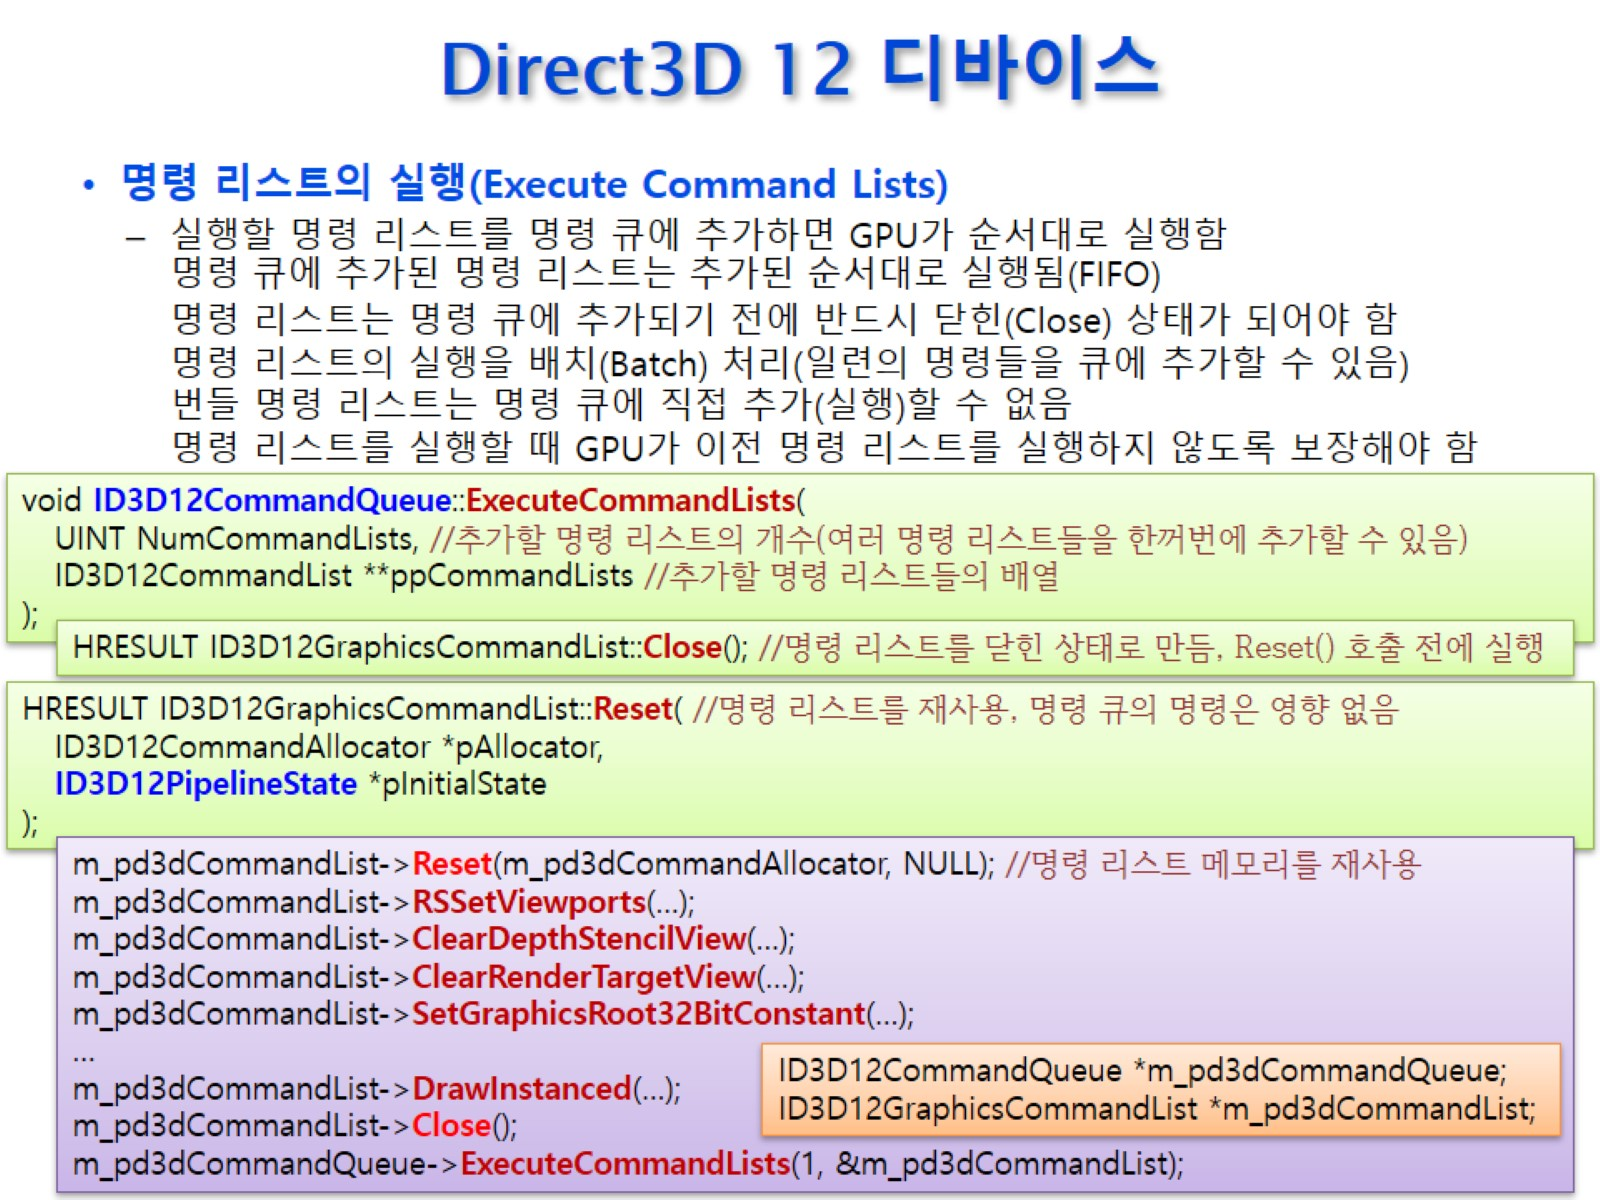 Direct3D 12 디바이스
• 명령 리스트의 실행(Execute Command Lists)
– 실행할 명령 리스트를 명령 큐에 추가하면 GPU가 순서대로 실행함
명령 큐에 추가된 명령 리스트는 추가된 순서대로 실행됨(FIFO)
명령 리스트는 명령 큐에 추가되기 전에 반드시 닫힌(Close) 상태가 되어야 함
명령 리스트의 실행을 배치(Batch) 처리(일련의 명령들을 큐에 추가할 수 있음)
번들 명령 리스트는 명령 큐에 직접 추가(실행)할 수 없음
명령 리스트를 실행할 때 GPU가 이전 명령 리스트를 실행하지 않도록 보장해야 함
void ID3D12CommandQueue::ExecuteCommandLists(
UINT NumCommandLists, //추가할 명령 리스트의 개수(여러 명령 리스트들을 한꺼번에 추가할 수 있음)
ID3D12CommandList **ppCommandLists //추가할 명령 리스트들의 배열
);
HRESULT ID3D12GraphicsCommandList::Close(); //명령 리스트를 닫힌 상태로 만듬, Reset() 호출 전에 실행
HRESULT ID3D12GraphicsCommandList::Reset( //명령 리스트를 재사용, 명령 큐의 명령은 영향 없음
ID3D12CommandAllocator *pAllocator,
ID3D12PipelineState *pInitialState
);
m_pd3dCommandList->Reset(m_pd3dCommandAllocator, NULL); //명령 리스트 메모리를 재사용
m_pd3dCommandList->RSSetViewports(...);
m_pd3dCommandList->ClearDepthStencilView(...);
m_pd3dCommandList->ClearRenderTargetView(...);
m_pd3dCommandList->SetGraphicsRoot32BitConstant(...);
...
m_pd3dCommandList->DrawInstanced(...);
m_pd3dCommandList->Close();
m_pd3dCommandQueue->ExecuteCommandLists(1, &m_pd3dCommandList);
ID3D12CommandQueue *m_pd3dCommandQueue;
ID3D12GraphicsCommandList *m_pd3dCommandList;